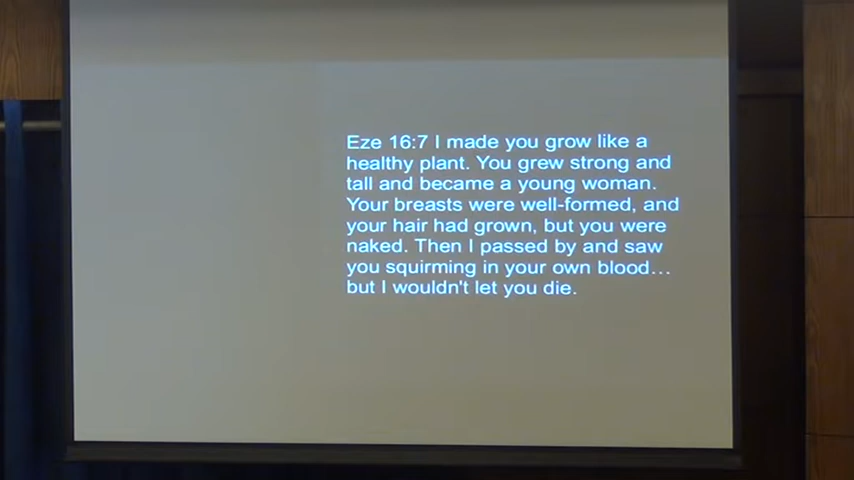 Eze 16:7 I made you grow like a
healthy plant. You grew strong and
tall and became a young woman.
Your breasts were well-formed, and
your hair had grown, but you were
naked. Then I passed by and saw
you squirming in your own blood...
but I wouldn't let you die.